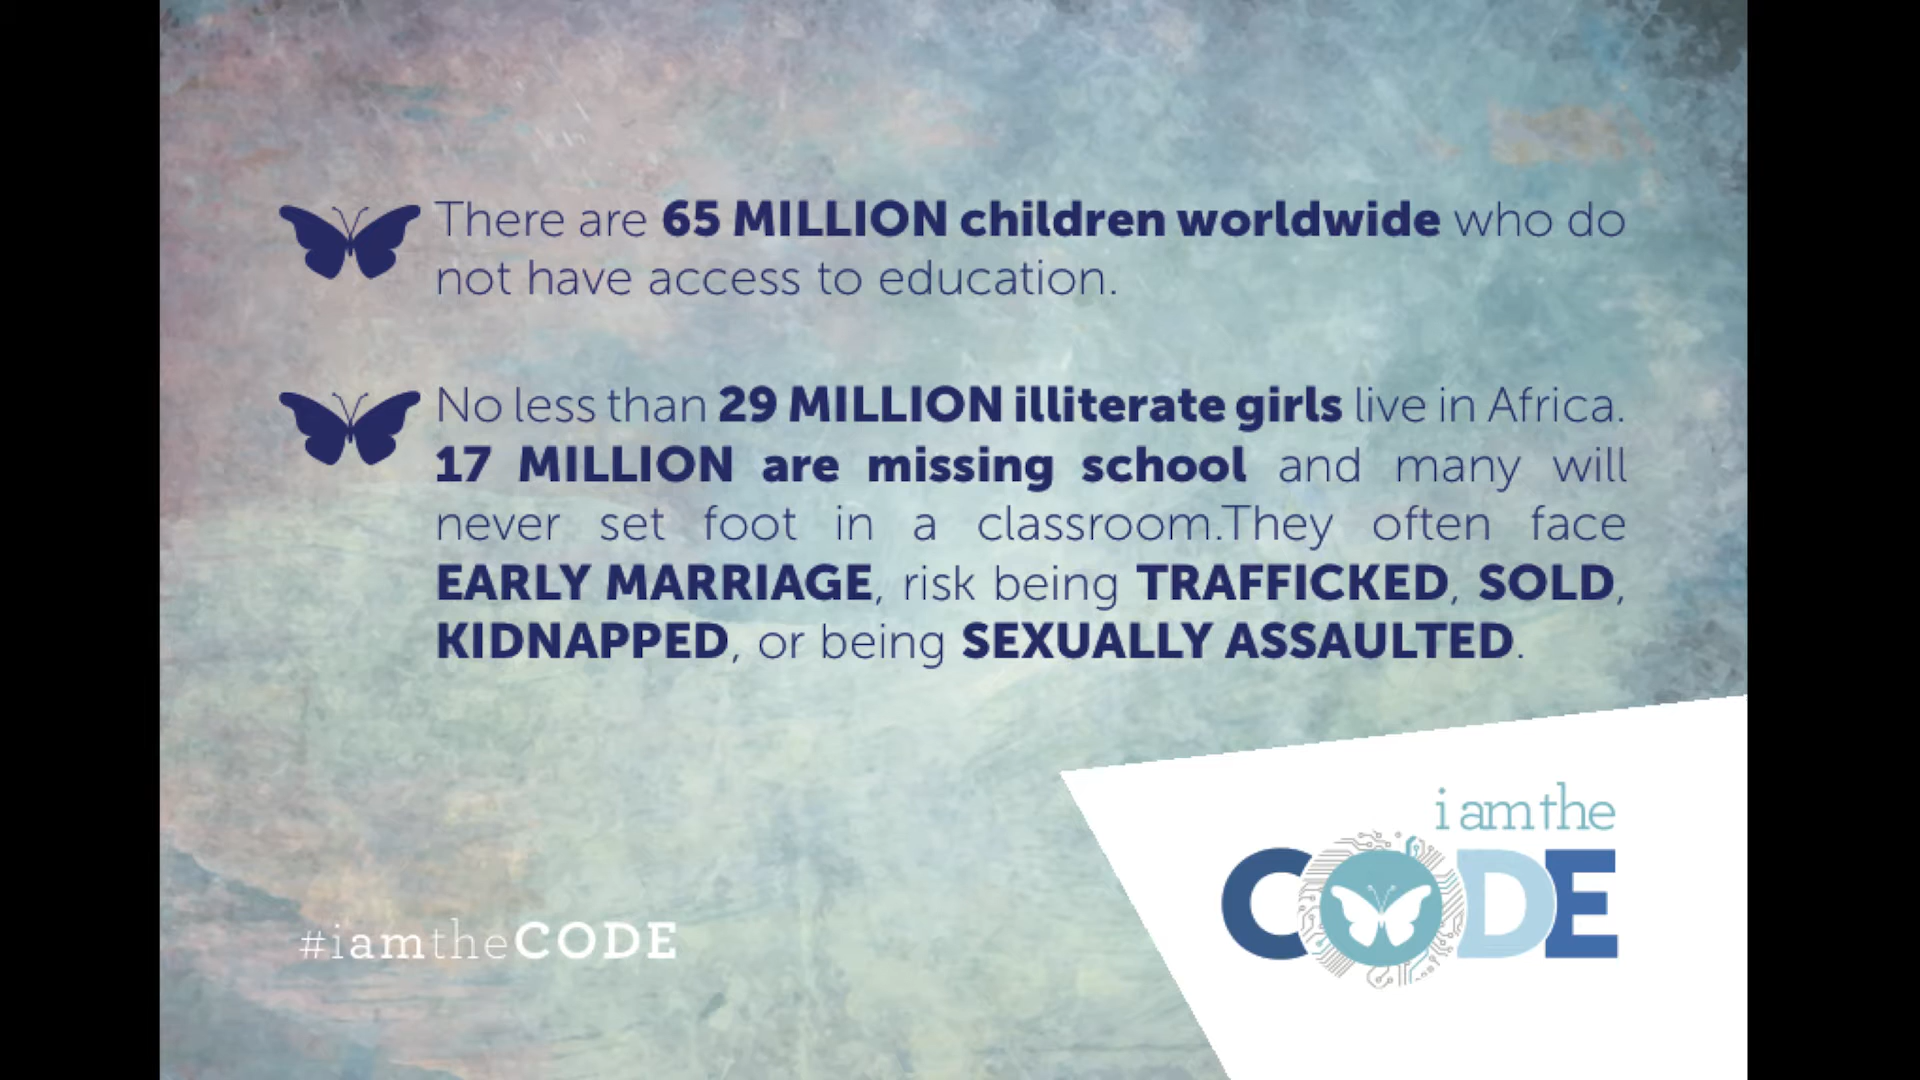 There are 65 MILLION children worldwide who do
not have access to education.
No less than 29 MILLION illiterate girls live in Africa.
17 MILLION are missing school and many will
never set foot in a classroom.They often face
EARLY MARRIAGE, risk being TRAFFICKED, SOLD,
KIDNAPPED, or being SEXUALLY ASSAULTED.
i am the
CODE
#iamtheCODE